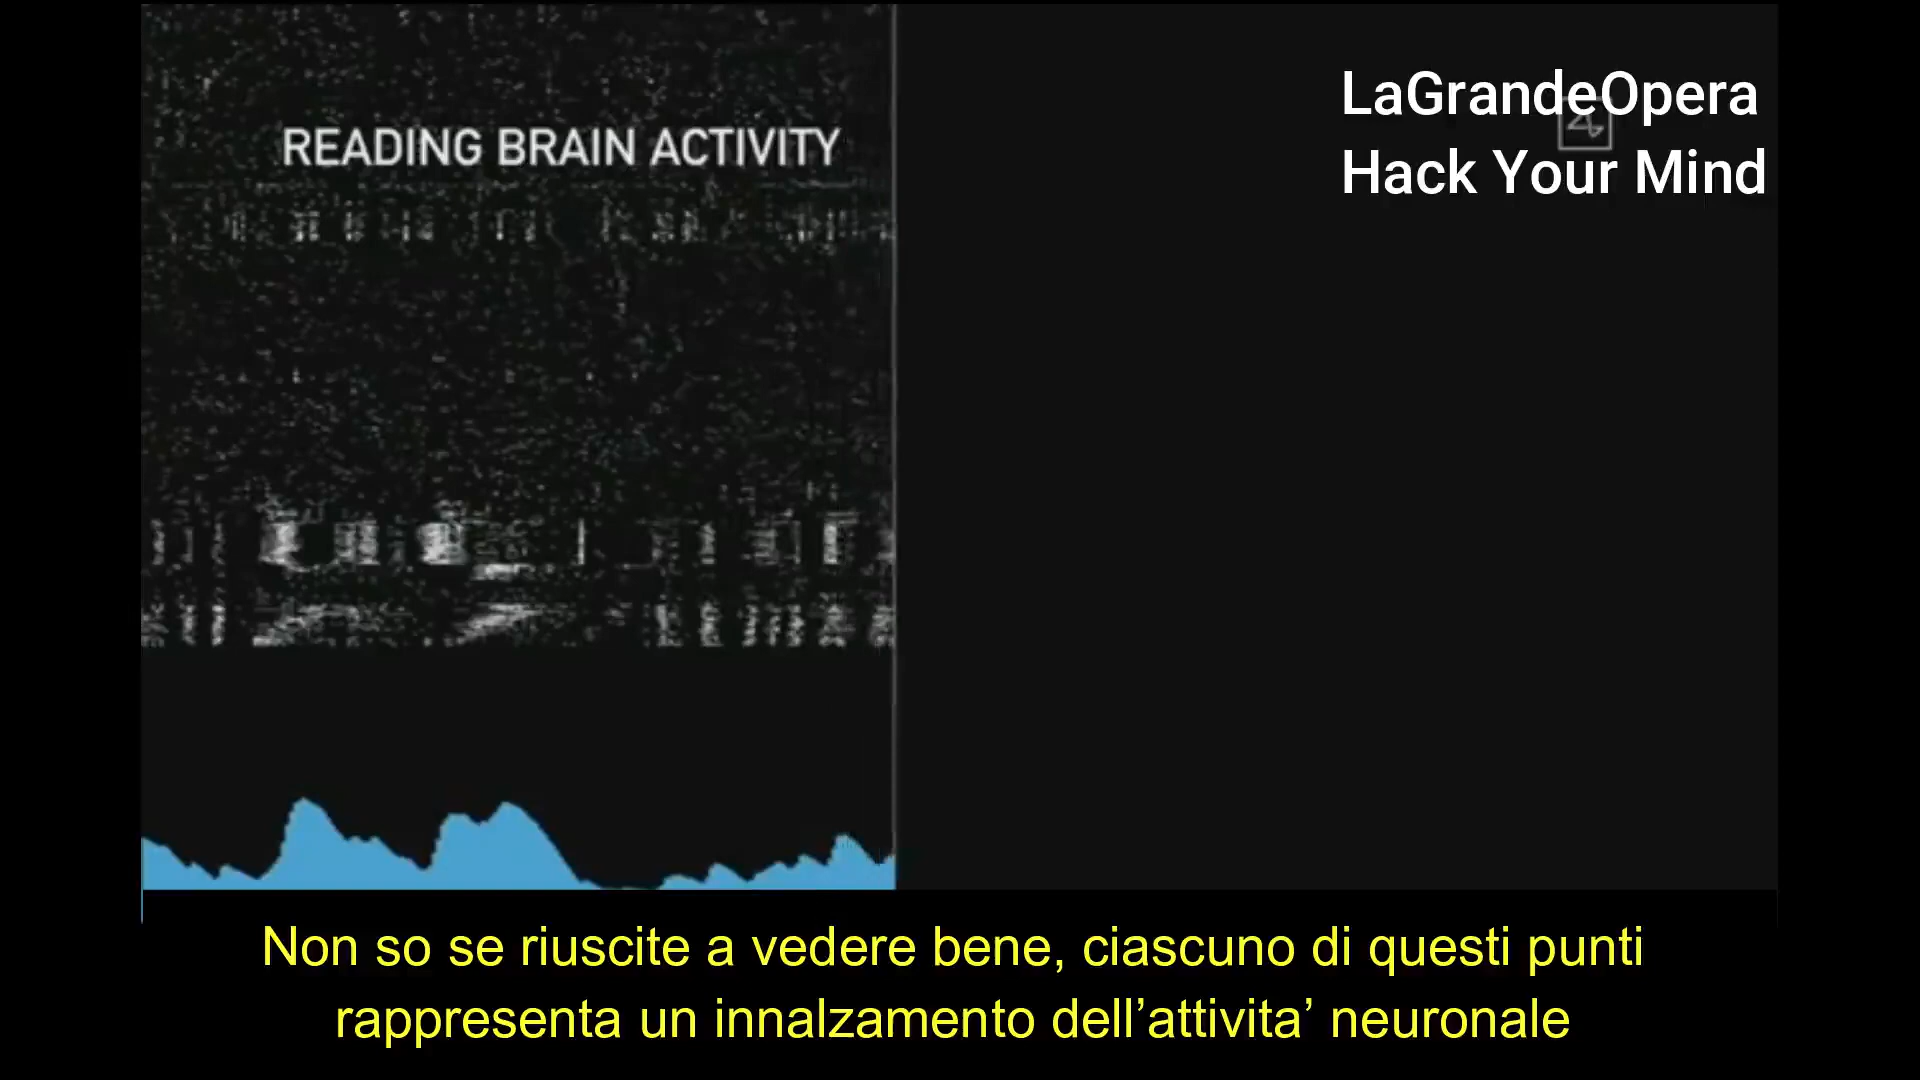 LaGrandeOpera
READING BRAIN ACTIVITY
Hack Your Mind
Non so se riuscite a vedere bene, ciascuno di questi punti
rappresenta un innalzamento dell’attivita’ neuronale